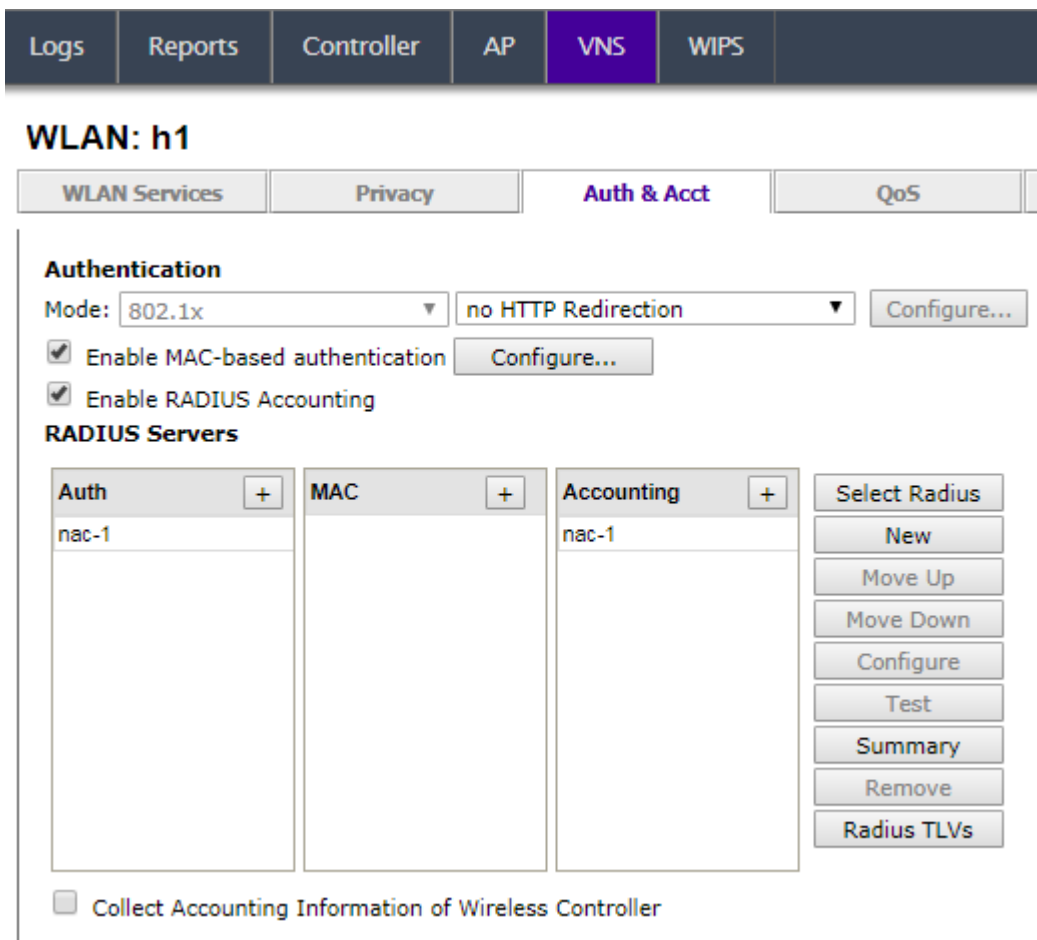 Logs Reports Controller AP VNS WIPS
WLAN: h1
WLAN Services Privacy Auth & Acct QoS
Authentication
Mode: 802.1x no HTTP Redirection Configure...
Enable MAC-based authentication Configure...
Enable RADIUS Accounting
RADIUS Servers
Auth + MAC + Accounting + Select Radius
nac-1 nac-1 New
Move Up
Move Down
Configure
Test
Summary
Remove
Radius TLVs
Collect Accounting Information of Wireless Controller